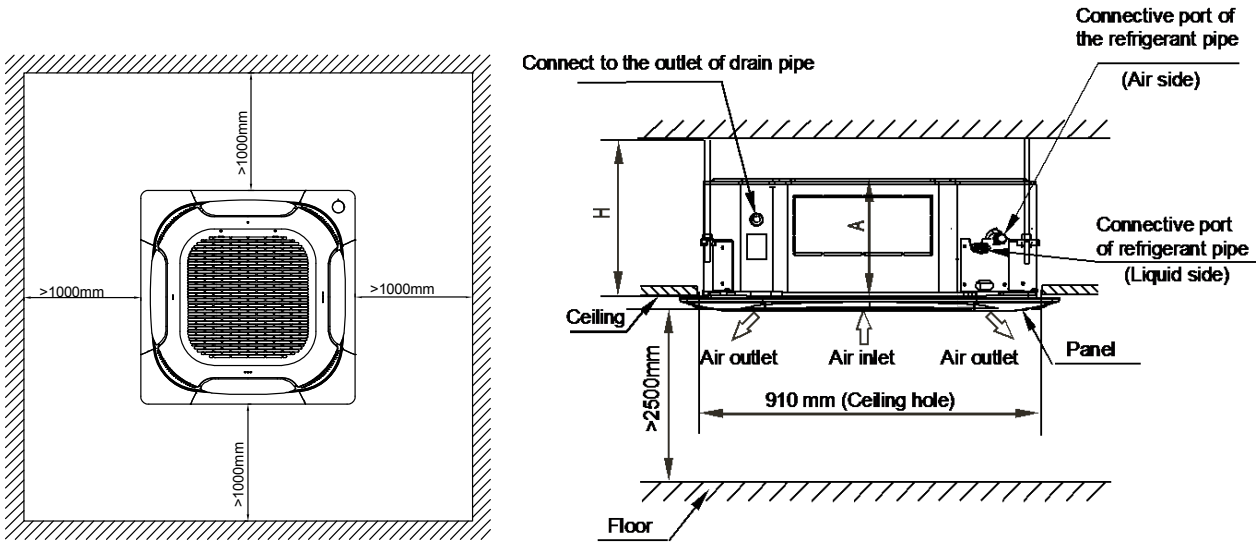 >1000mm
>1000mm
>1000mm
>1000mm
Connect to the outlet of drain pipe
Connective port of
the refrigerant pipe
(Air side)
H
A
Connective port
of refrigerant pipe
(Liquid side)
Ceiling
Air outlet
Air inlet
Air outlet
Panel
>2500mm
910 mm (Ceiling hole)
Floor